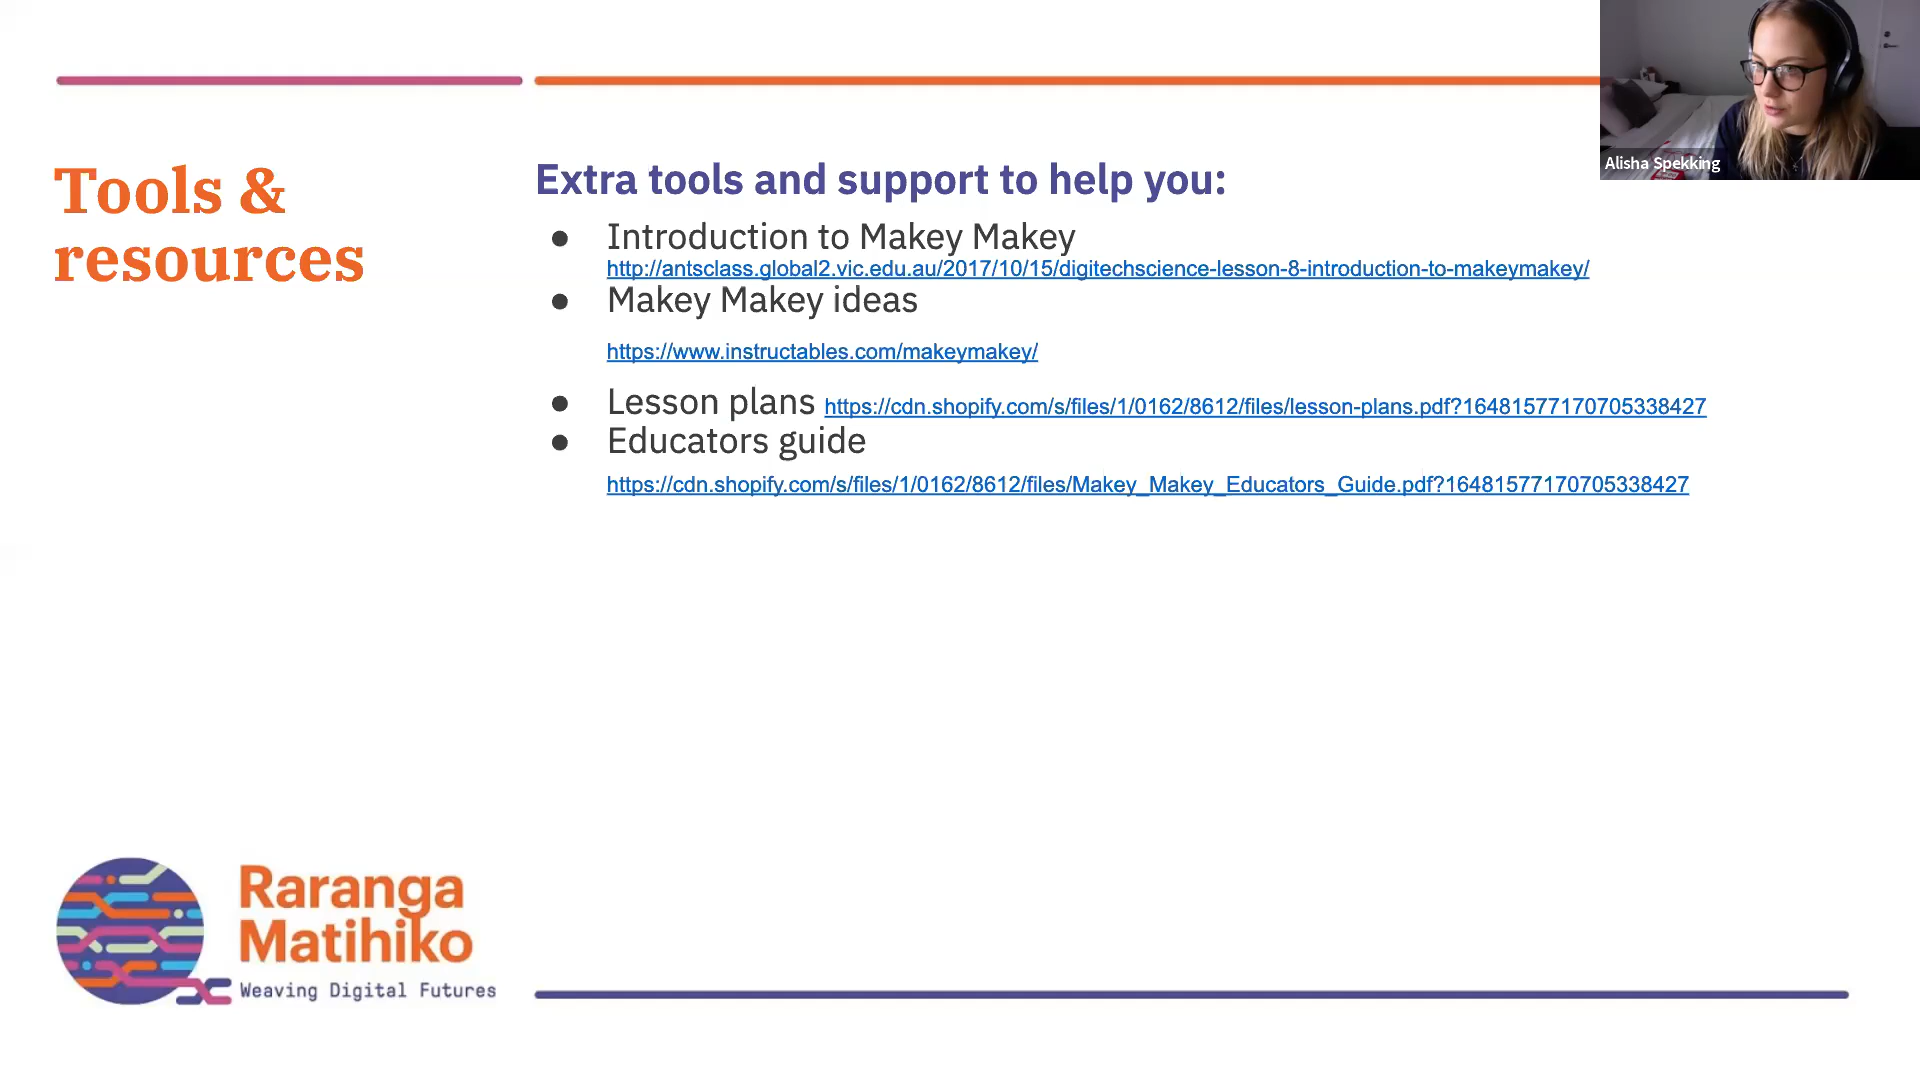 Alisha Spekking
Tools &
resources
Extra tools and support to help you:
● Introduction to Makey Makey
http://antsclass.global2.vic.edu.au/2017/10/15/digitechscience-lesson-8-introduction-to-makeymakey/
● Makey Makey ideas
https://www.instructables.com/makeymakey/
● Lesson plans https://cdn.shopify.com/s/files/1/0162/8612/files/lesson-plans.pdf?16481577170705338427
● Educators guide
https://cdn.shopify.com/s/files/1/0162/8612/files/Makey_Makey_Educators_Guide.pdf?16481577170705338427
Raranga
Matihiko
Weaving Digital Futures